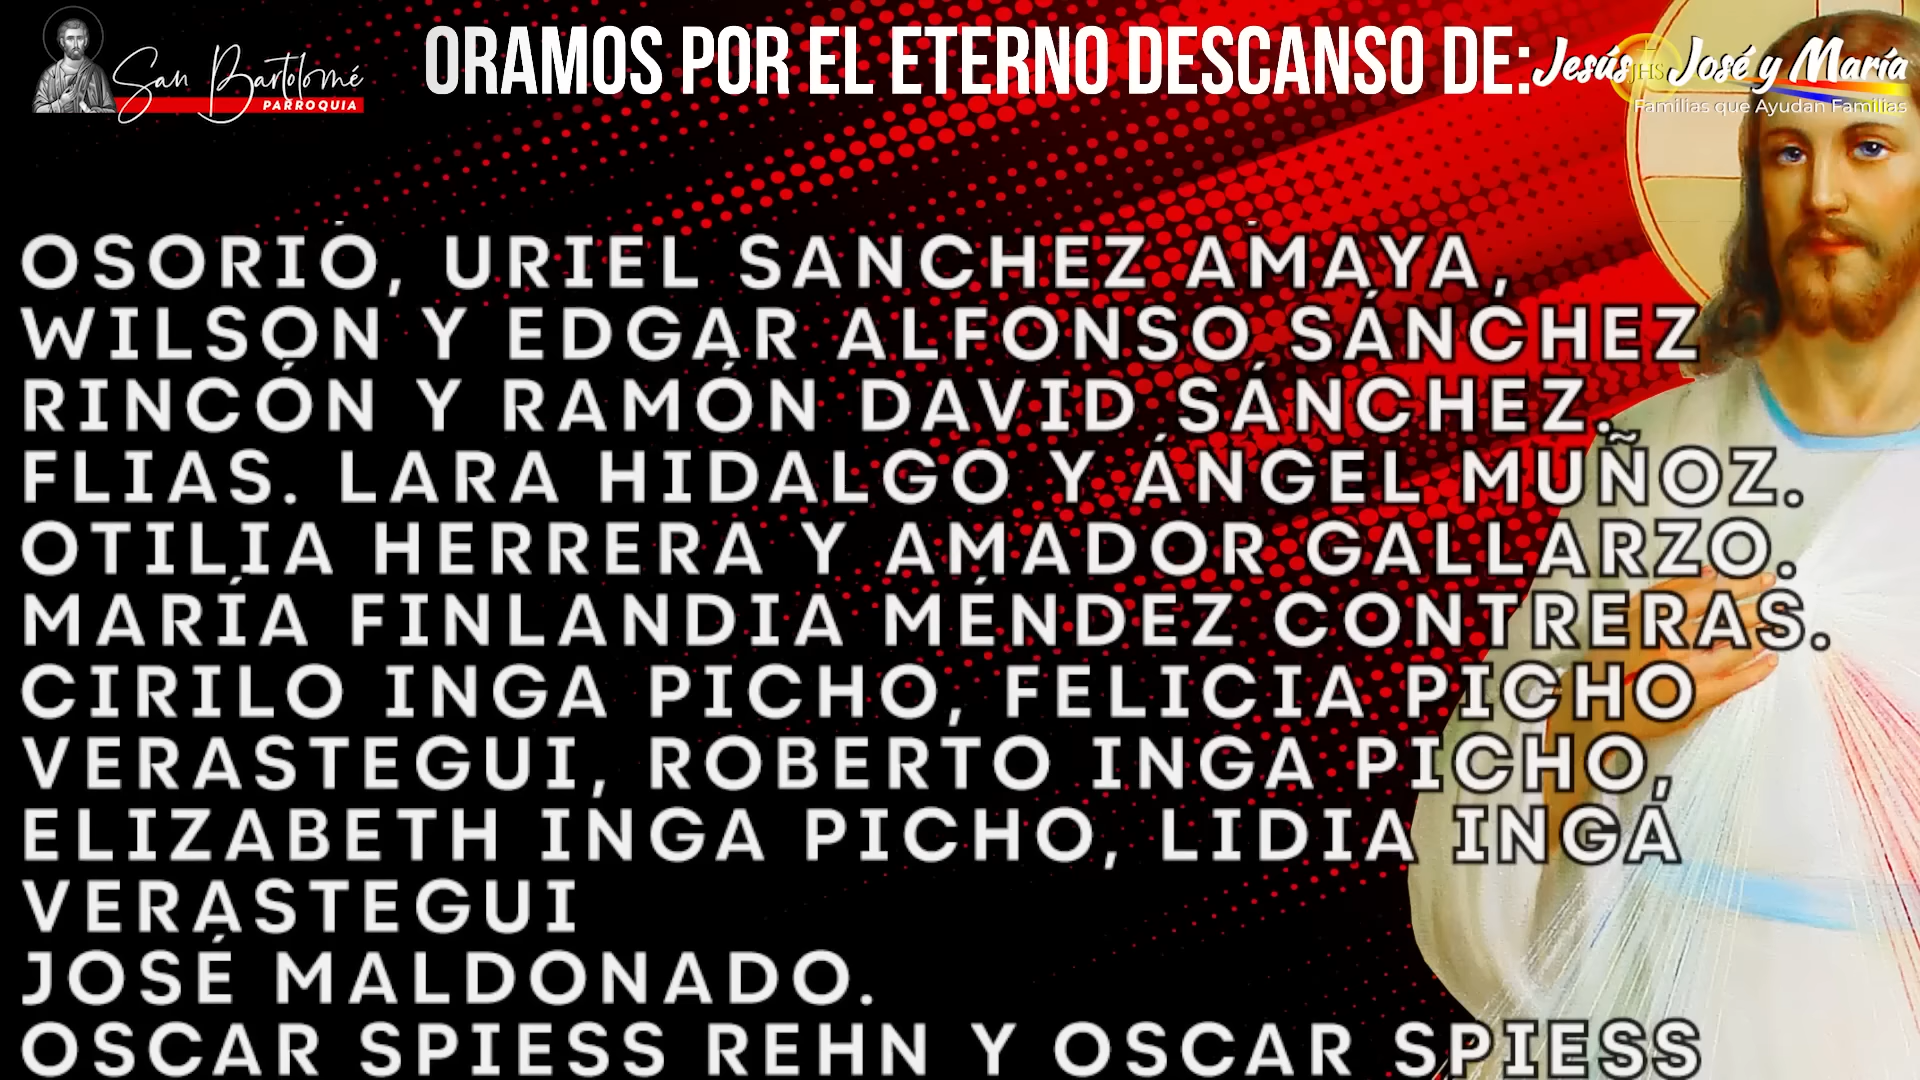 San Bartolomé
PARROQUIA
ORAMOS POR EL ETERNO DESCANSO DE:
Jesús José y María
JHS
Familias que Ayudan Familias
OSORIO, URIEL SANCHEZ AMAYA,
WILSON Y EDGAR ALFONSO SÁNCHEZ
RINCÓN Y RAMÓN DAVID SÁNCHEZ.
FLIAS. LARA HIDALGO Y ÁNGEL MUÑOZ.
OTILIA HERRERA Y AMADOR GALLARZO.
MARÍA FINLANDIA MÉNDEZ CONTRERAS.
CIRILO INGA PICHO, FELICIA PICHO
VERASTEGUI, ROBERTO INGA PICHO,
ELIZABETH INGA PICHO, LIDIA INGA
VERASTEGUI
JOSÉ MALDONADO.
OSCAR SPIESS REHN Y OSCAR SPIESS